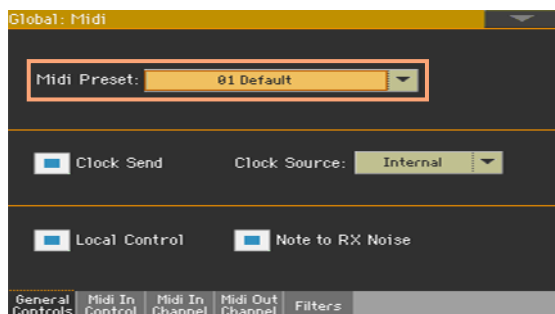 Global: Midi
Midi Preset: 01 Default
Clock Send Clock Source: Internal
Local Control Note to RX Noise
General Controls Midi In Control Midi In Channel Midi Out Channel Filters